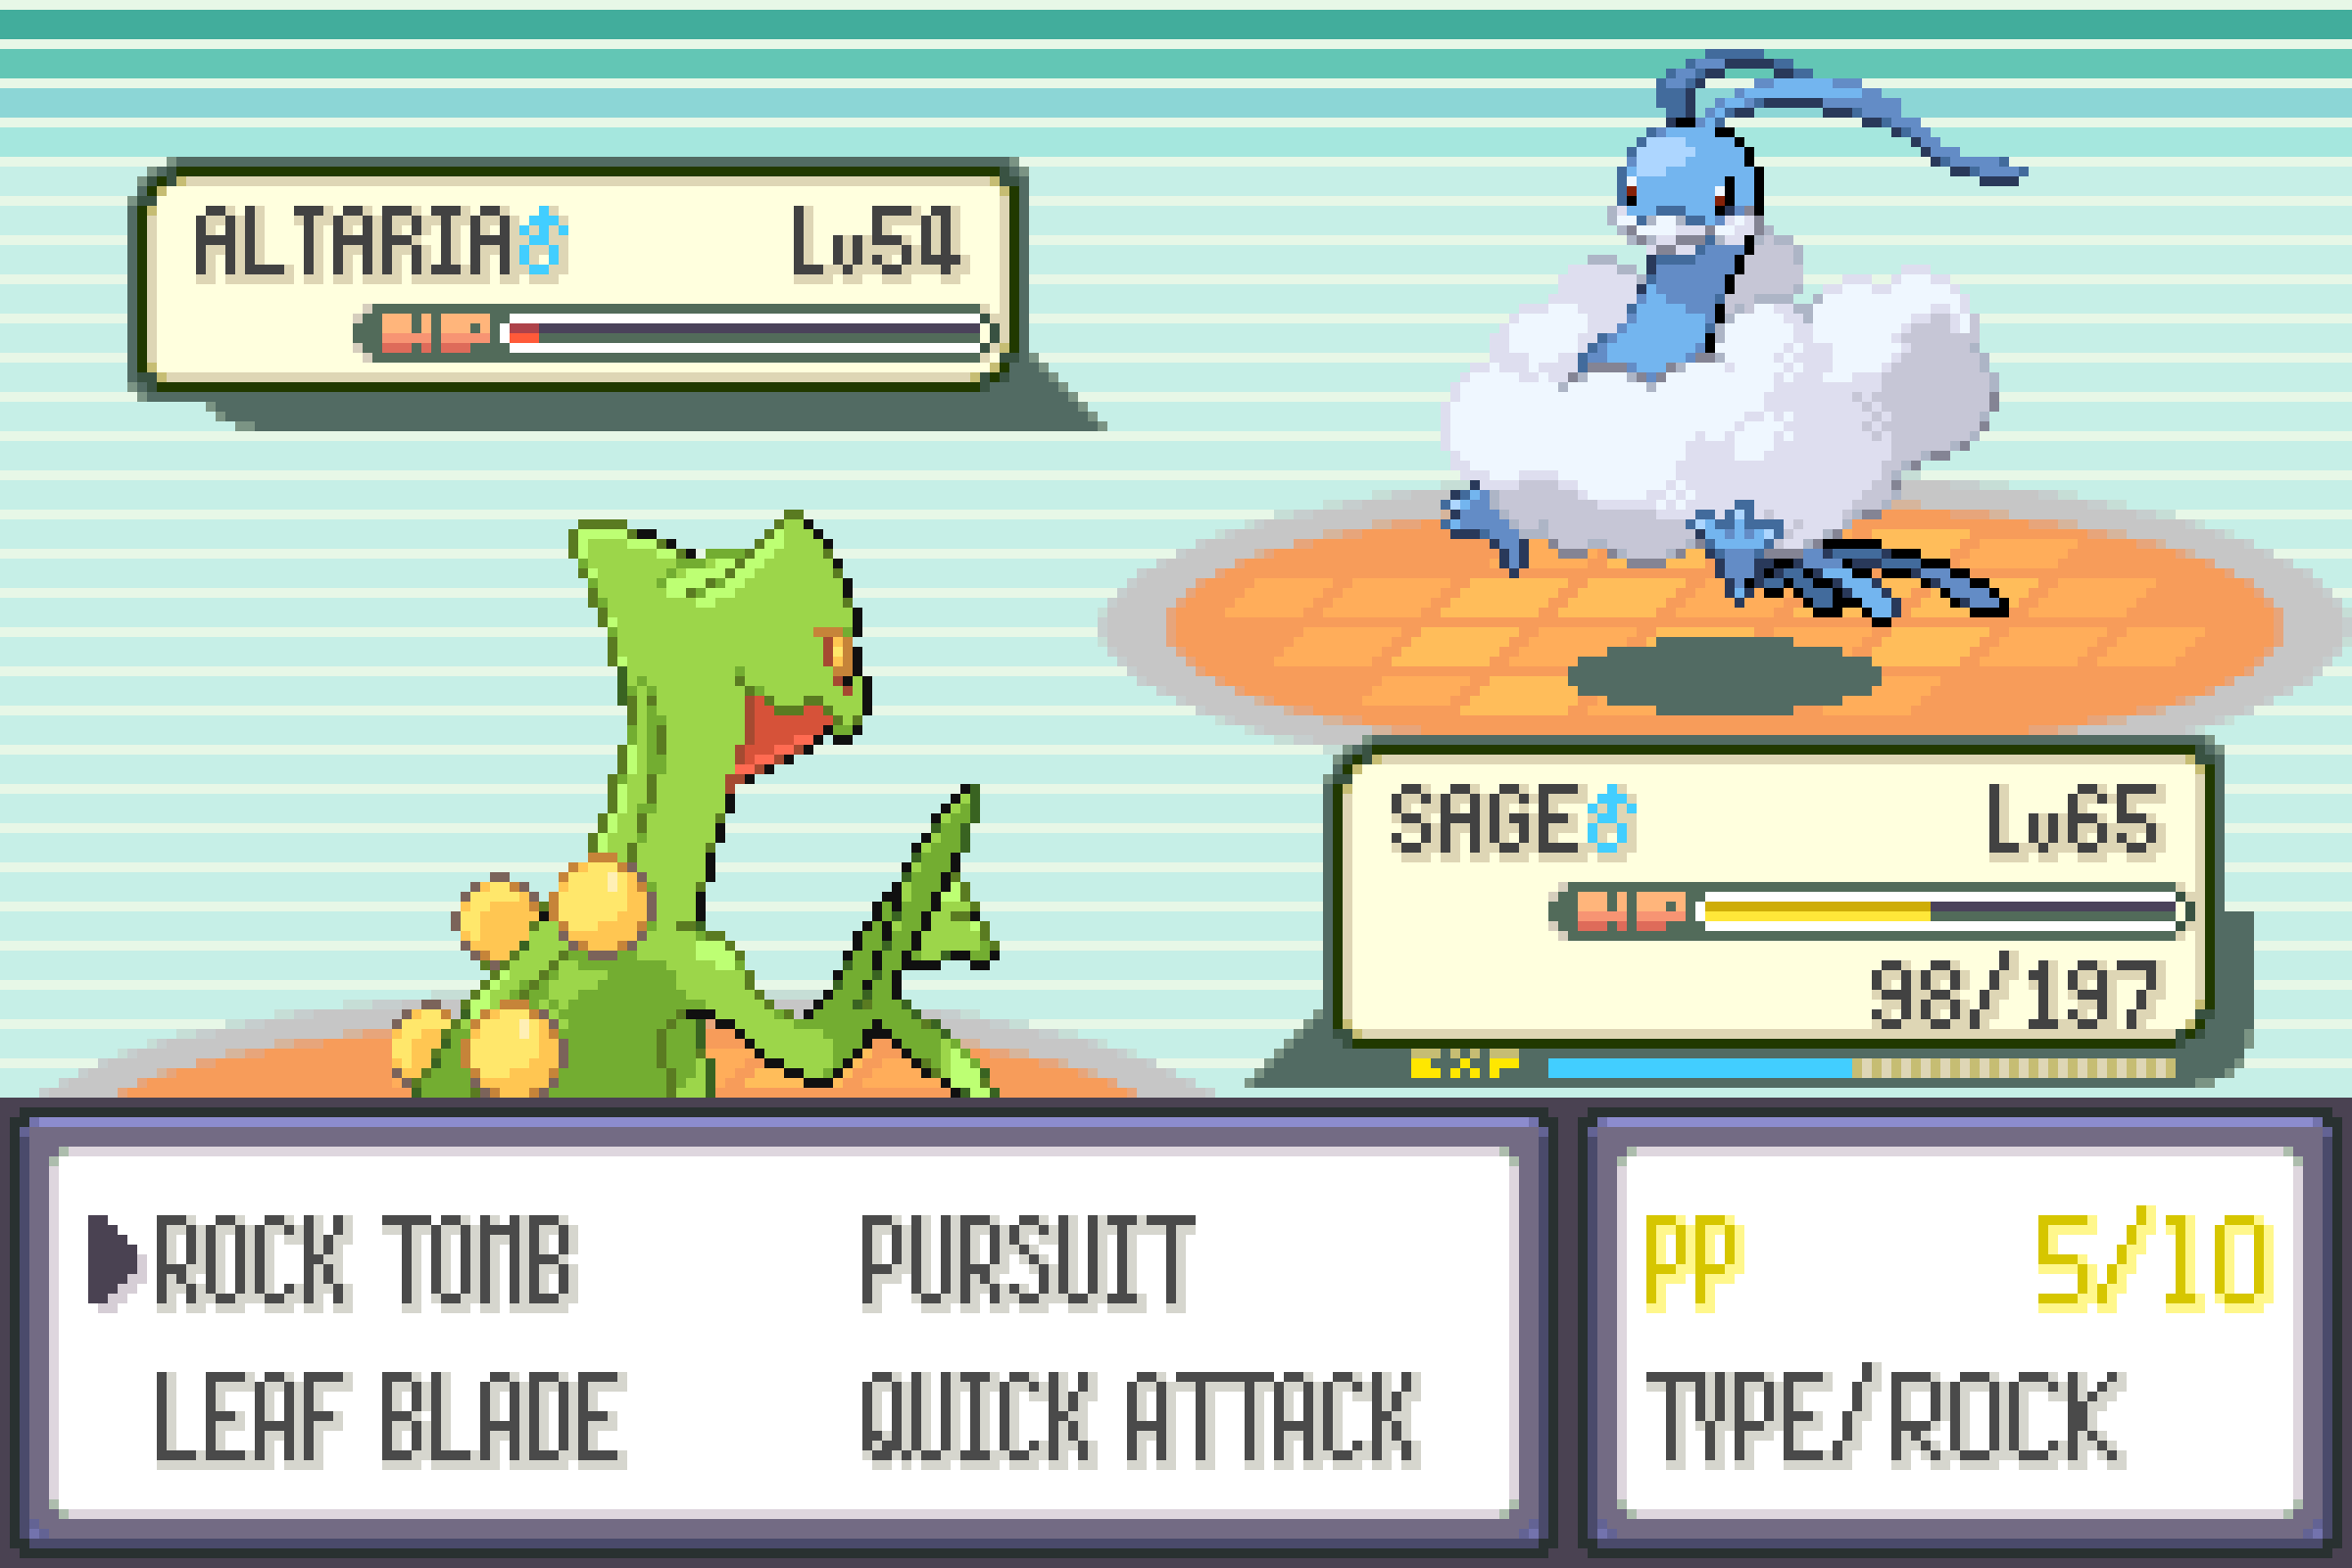 ALTARIA♂ Lv54
HP
SAGE♂ Lv65
HP
98/197
EXP
ROCK TOMB PURSUIT
LEAF BLADE QUICK ATTACK
PP 5/10
TYPE/ROCK